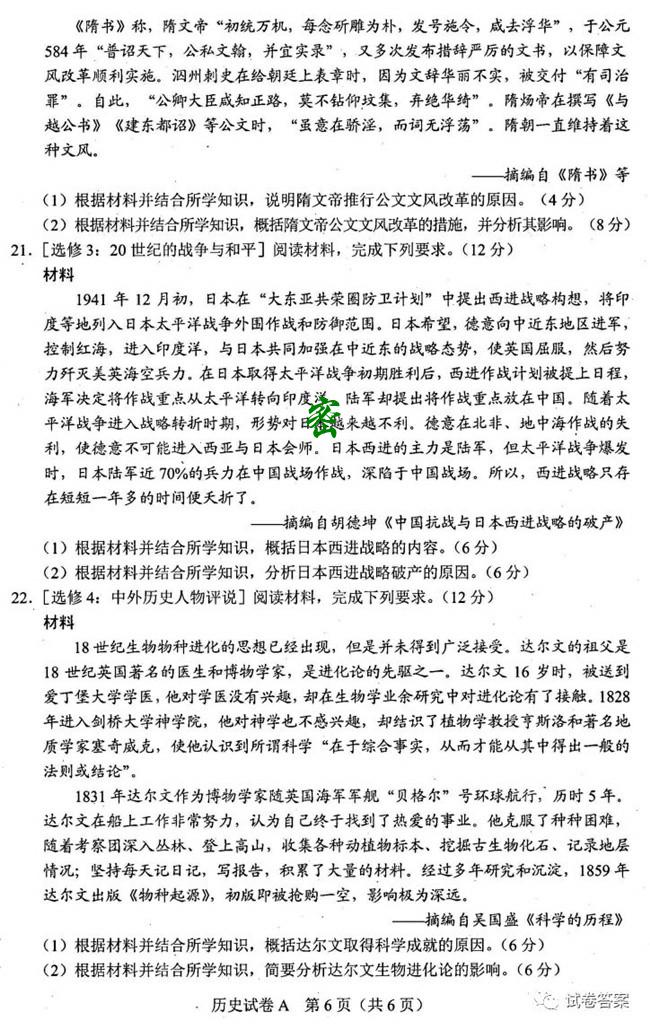 《隋书》称，隋文帝“初统万机，每念斫雕为朴，发号施令，咸去浮华”，于公元
584 年“普诏天下，公私文翰，并宜实录”，又多次发布措辞严厉的文书，以保障文
风改革顺利实施。泗州刺史在给朝廷上表章时，因为文辞华丽不实，被交付“有司治
罪”。自此，“公卿大臣咸知正路，莫不钻仰坟集，弃绝华绮”。隋炀帝在撰写《与
越公书》《建东都诏》等公文时，“虽意在骄淫，而词无浮荡”。隋朝一直维持着这
种文风。
——摘编自《隋书》等
（1）根据材料并结合所学知识，说明隋文帝推行公文文风改革的原因。（4 分）
（2）根据材料并结合所学知识，概括隋文帝公文文风改革的措施，并分析其影响。（8 分）
21．［选修 3：20 世纪的战争与和平］阅读材料，完成下列要求。（12 分）
材料
1941 年 12 月初，日本在“大东亚共荣圈防卫计划”中提出西进战略构想，将印
度等地列入日本太平洋战争外围作战和防御范围。日本希望，德意向中近东地区进军，
控制红海，进入印度洋，与日本共同加强在中近东的战略态势，使英国屈服，然后努
力歼灭美英海空兵力。在日本取得太平洋战争初期胜利后，西进作战计划被提上日程，
海军决定将作战重点从太平洋转向印度洋，陆军却提出将作战重点放在中国。随着太
平洋战争进入战略转折时期，形势对日本越来越不利。德意在北非、地中海作战的失
利，使德意不可能进入西亚与日本会师。日本西进的主力是陆军，但太平洋战争爆发
时，日本陆军近 70%的兵力在中国战场作战，深陷于中国战场。所以，西进战略只存
在短短一年多的时间便夭折了。
——摘编自胡德坤《中国抗战与日本西进战略的破产》
（1）根据材料并结合所学知识，概括日本西进战略的内容。（6 分）
（2）根据材料并结合所学知识，分析日本西进战略破产的原因。（6 分）
22．［选修 4：中外历史人物评说］阅读材料，完成下列要求。（12 分）
材料
18 世纪生物物种进化的思想已经出现，但是并未得到广泛接受。达尔文的祖父是
18 世纪英国著名的医生和博物学家，是进化论的先驱之一。达尔文 16 岁时，被送到
爱丁堡大学学医，他对学医没有兴趣，却在生物学业余研究中对进化论有了接触。1828
年进入剑桥大学神学院，他对神学也不感兴趣，却结识了植物学教授亨斯洛和著名地
质学家塞奇威克，使他认识到所谓科学“在于综合事实，从而才能从其中得出一般的
法则或结论”。
1831 年达尔文作为博物学家随英国海军军舰“贝格尔”号环球航行，历时 5 年。
达尔文在船上工作非常努力，认为自己终于找到了热爱的事业。他克服了种种困难，
随着考察团深入丛林、登上高山，收集各种动植物标本、挖掘古生物化石、记录地层
情况；坚持每天记日记，写报告，积累了大量的材料。经过多年研究和沉淀，1859 年
达尔文出版《物种起源》，初版即被抢购一空，影响极为深远。
——摘编自吴国盛《科学的历程》
（1）根据材料并结合所学知识，概括达尔文取得科学成就的原因。（6 分）
（2）根据材料并结合所学知识，简要分析达尔文生物进化论的影响。（6 分）
历史试卷 A 第 6 页（共 6 页）
试卷答案
密